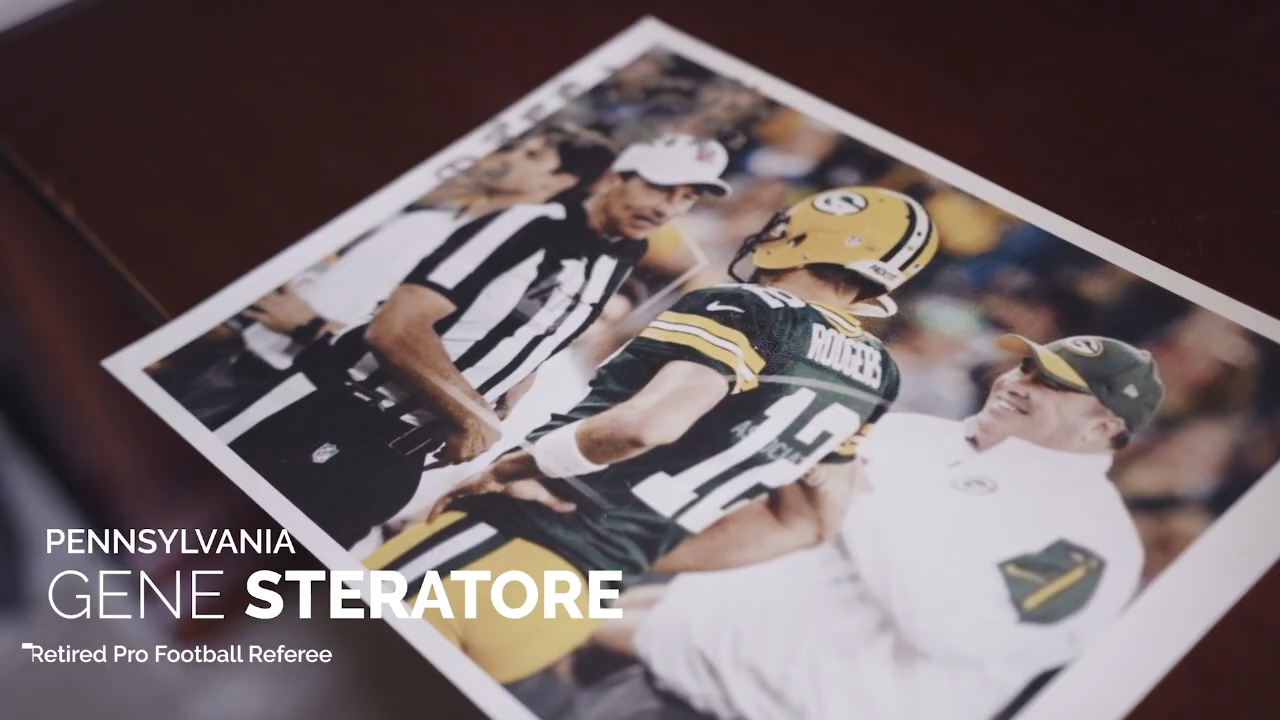 RODGERS
12
PENNSYLVANIA
GENE STERATORE
Retired Pro Football Referee